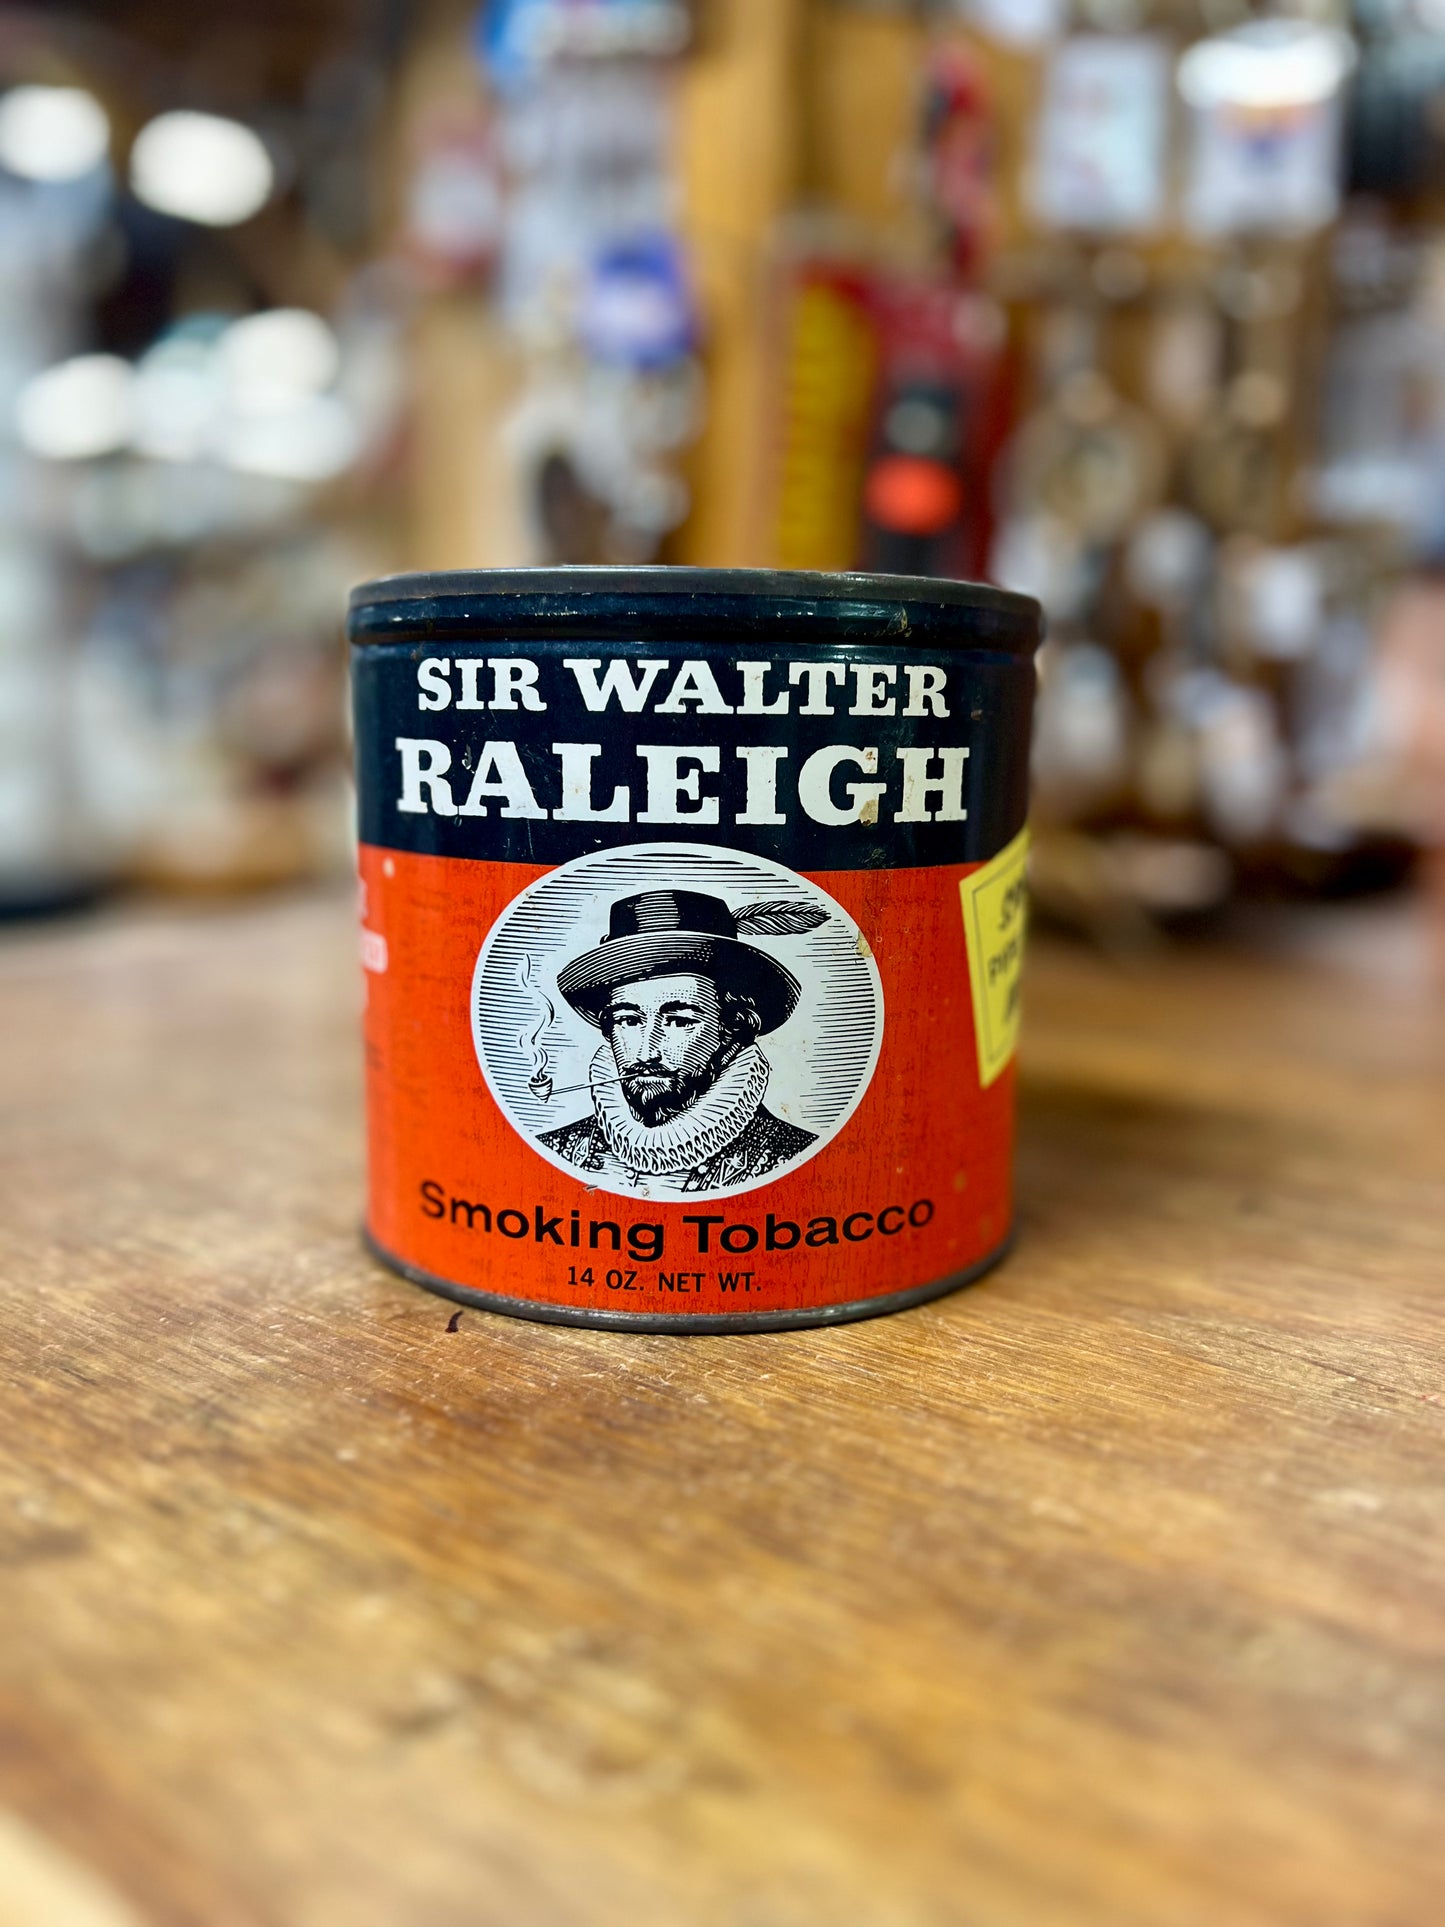 SIR WALTER
RALEIGH
Smoking Tobacco
14 OZ. NET WT.